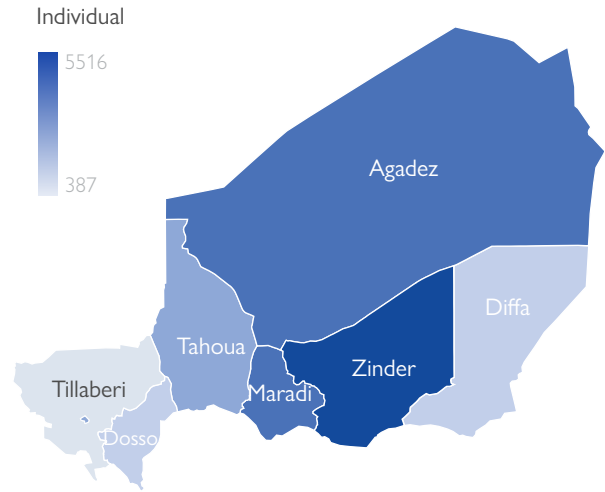 Individual
5516
387
Agadez
Diffa
Tahoua
Zinder
Tillaberi
Maradi
Dosso